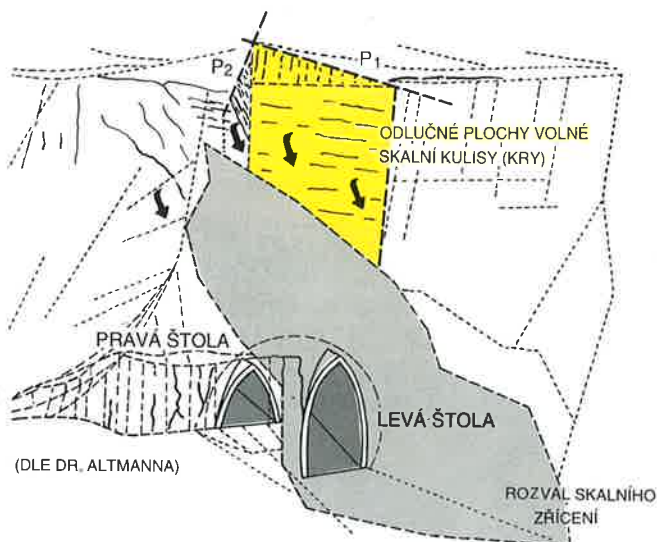 P2
P1
ODLUČNÉ PLOCHY VOLNÉ
SKALNÍ KULISY (KRY)
PRAVÁ ŠTOLA
LEVÁ ŠTOLA
(DLE DR. ALTMANNA)
ROZVAL SKALNÍHO
ZŘÍCENÍ